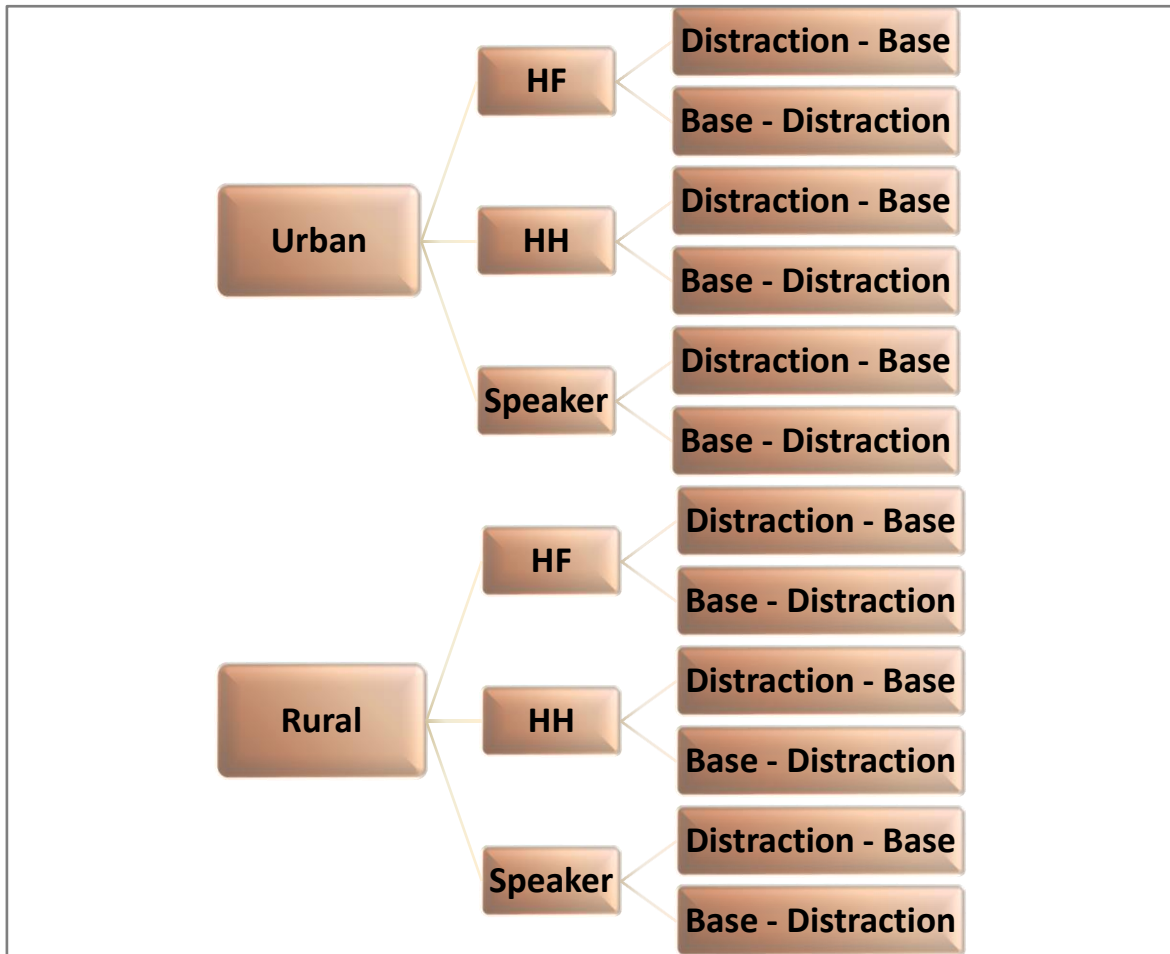 Urban
HF
Distraction - Base
Base - Distraction
HH
Distraction - Base
Base - Distraction
Speaker
Distraction - Base
Base - Distraction
Rural
HF
Distraction - Base
Base - Distraction
HH
Distraction - Base
Base - Distraction
Speaker
Distraction - Base
Base - Distraction